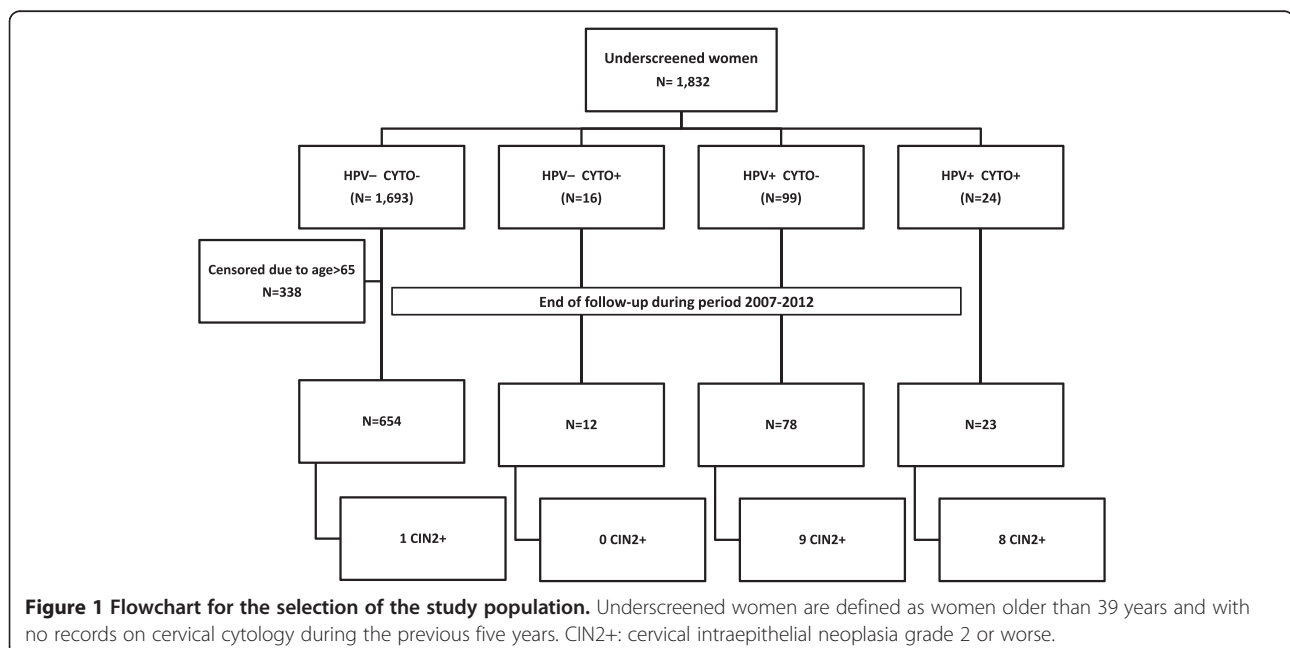 Underscreened women
N= 1,832
HPV– CYTO-
(N= 1,693)
HPV– CYTO+
(N=16)
HPV+ CYTO-
(N=99)
HPV+ CYTO+
(N=24)
Censored due to age>65
N=338
End of follow-up during period 2007-2012
N=654
N=12
N=78
N=23
1 CIN2+
0 CIN2+
9 CIN2+
8 CIN2+
Figure 1 Flowchart for the selection of the study population. Underscreened women are defined as women older than 39 years and with
no records on cervical cytology during the previous five years. CIN2+: cervical intraepithelial neoplasia grade 2 or worse.